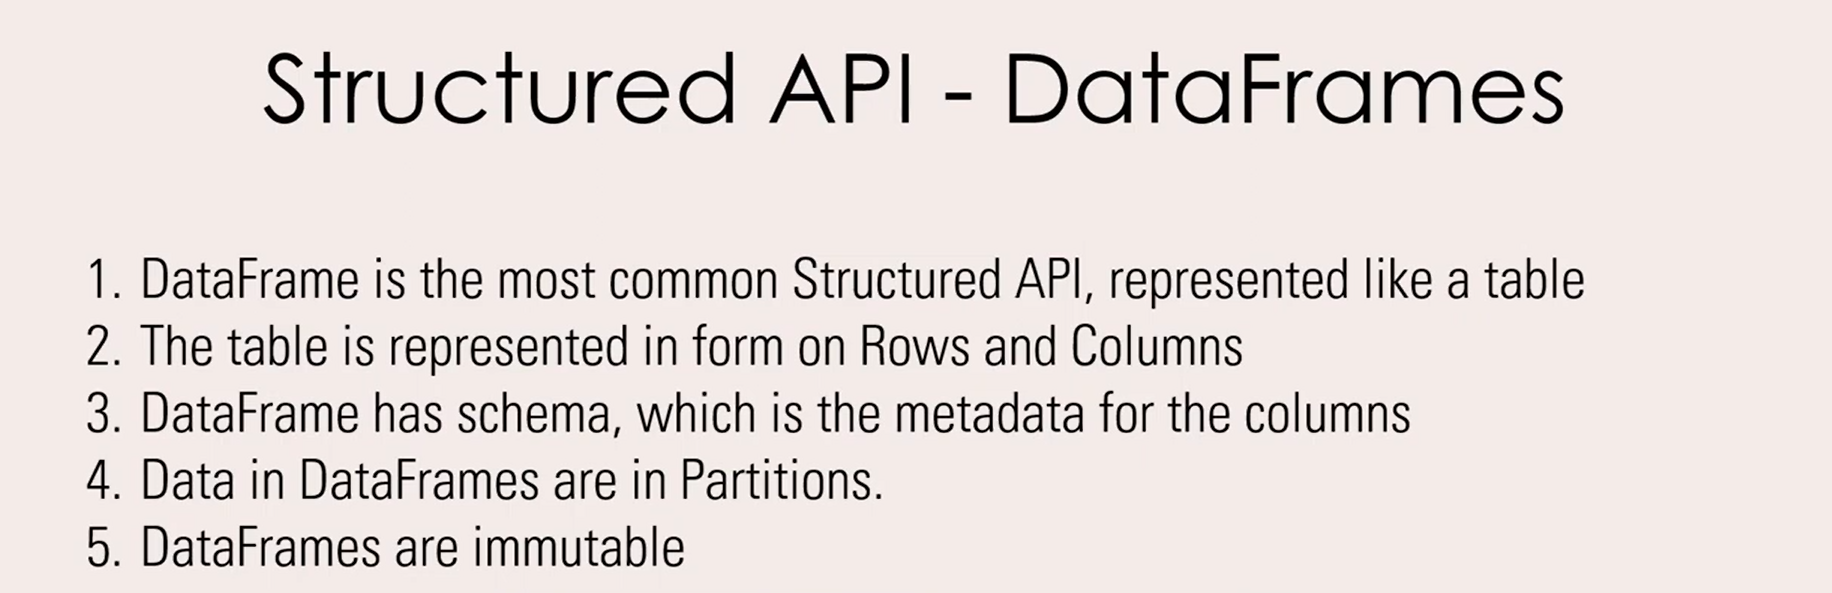 Structured API - DataFrames
1. DataFrame is the most common Structured API, represented like a table
2. The table is represented in form on Rows and Columns
3. DataFrame has schema, which is the metadata for the columns
4. Data in DataFrames are in Partitions.
5. DataFrames are immutable